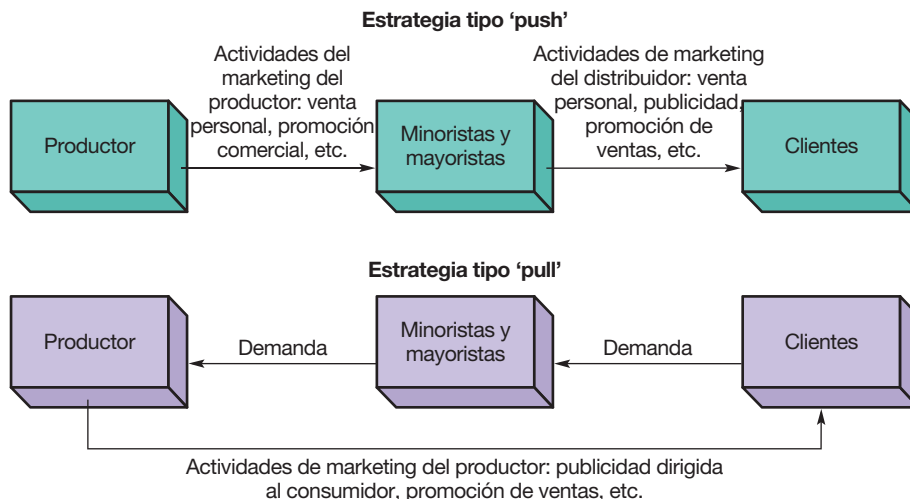 Estrategia tipo ‘push’
Actividades del
marketing del
productor: venta
personal, promoción
comercial, etc.
Actividades de marketing
del distribuidor: venta
personal, publicidad,
promoción de
ventas, etc.
Productor
Minoristas y
mayoristas
Clientes
Estrategia tipo ‘pull’
Productor
Demanda
Minoristas y
mayoristas
Demanda
Clientes
Actividades de marketing del productor: publicidad dirigida
al consumidor, promoción de ventas, etc.